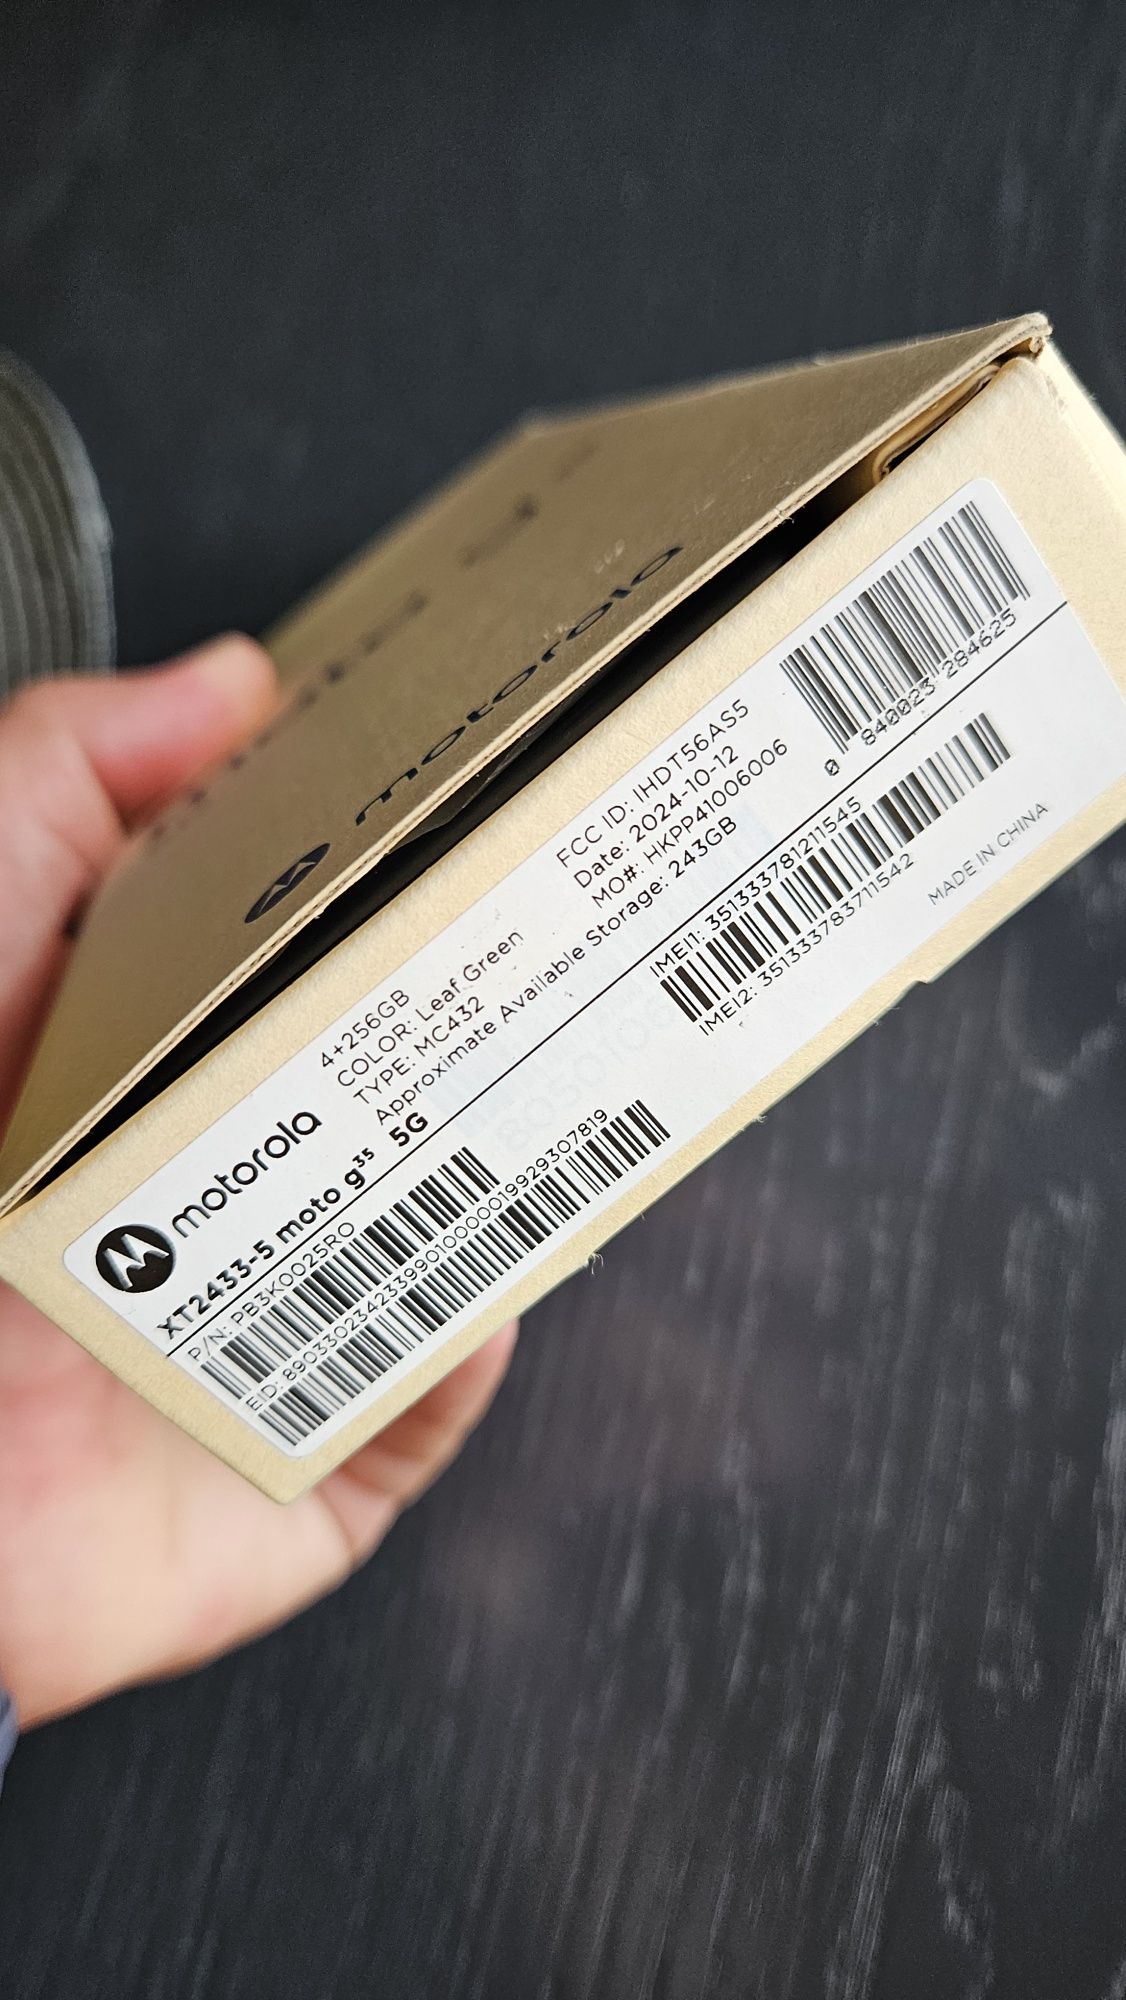 motorola
motorola
4+256GB
COLOR: Leaf Green
TYPE: MC432
Approximate Available Storage: 243GB
FCC ID: IHDT56AS5
Date: 2024-10-12
MO#: HKPP41006006
0 840023 284625
XT2433-5 moto g35 5G
P/N: PB3K0025RO
EID: 89033023423399010000019929307819
IMEI1: 351333781211545
IMEI2: 351333783711542
MADE IN CHINA